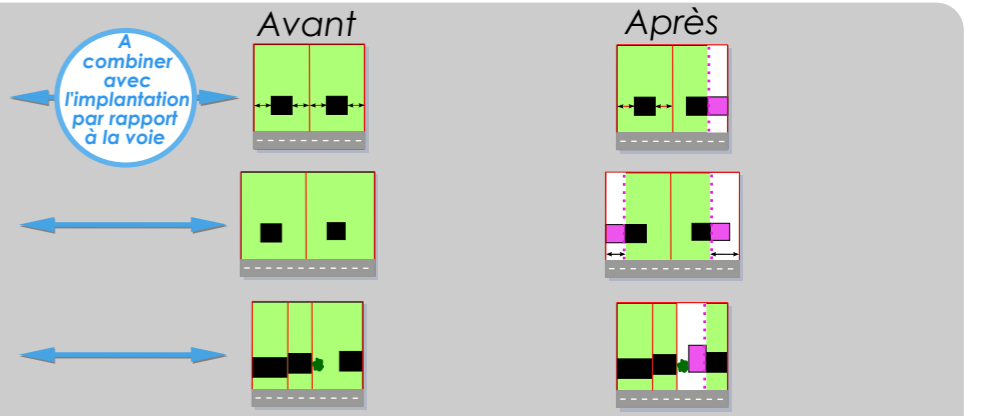 Avant
Après
A
combiner
avec
l'implantation
par rapport
à la voie